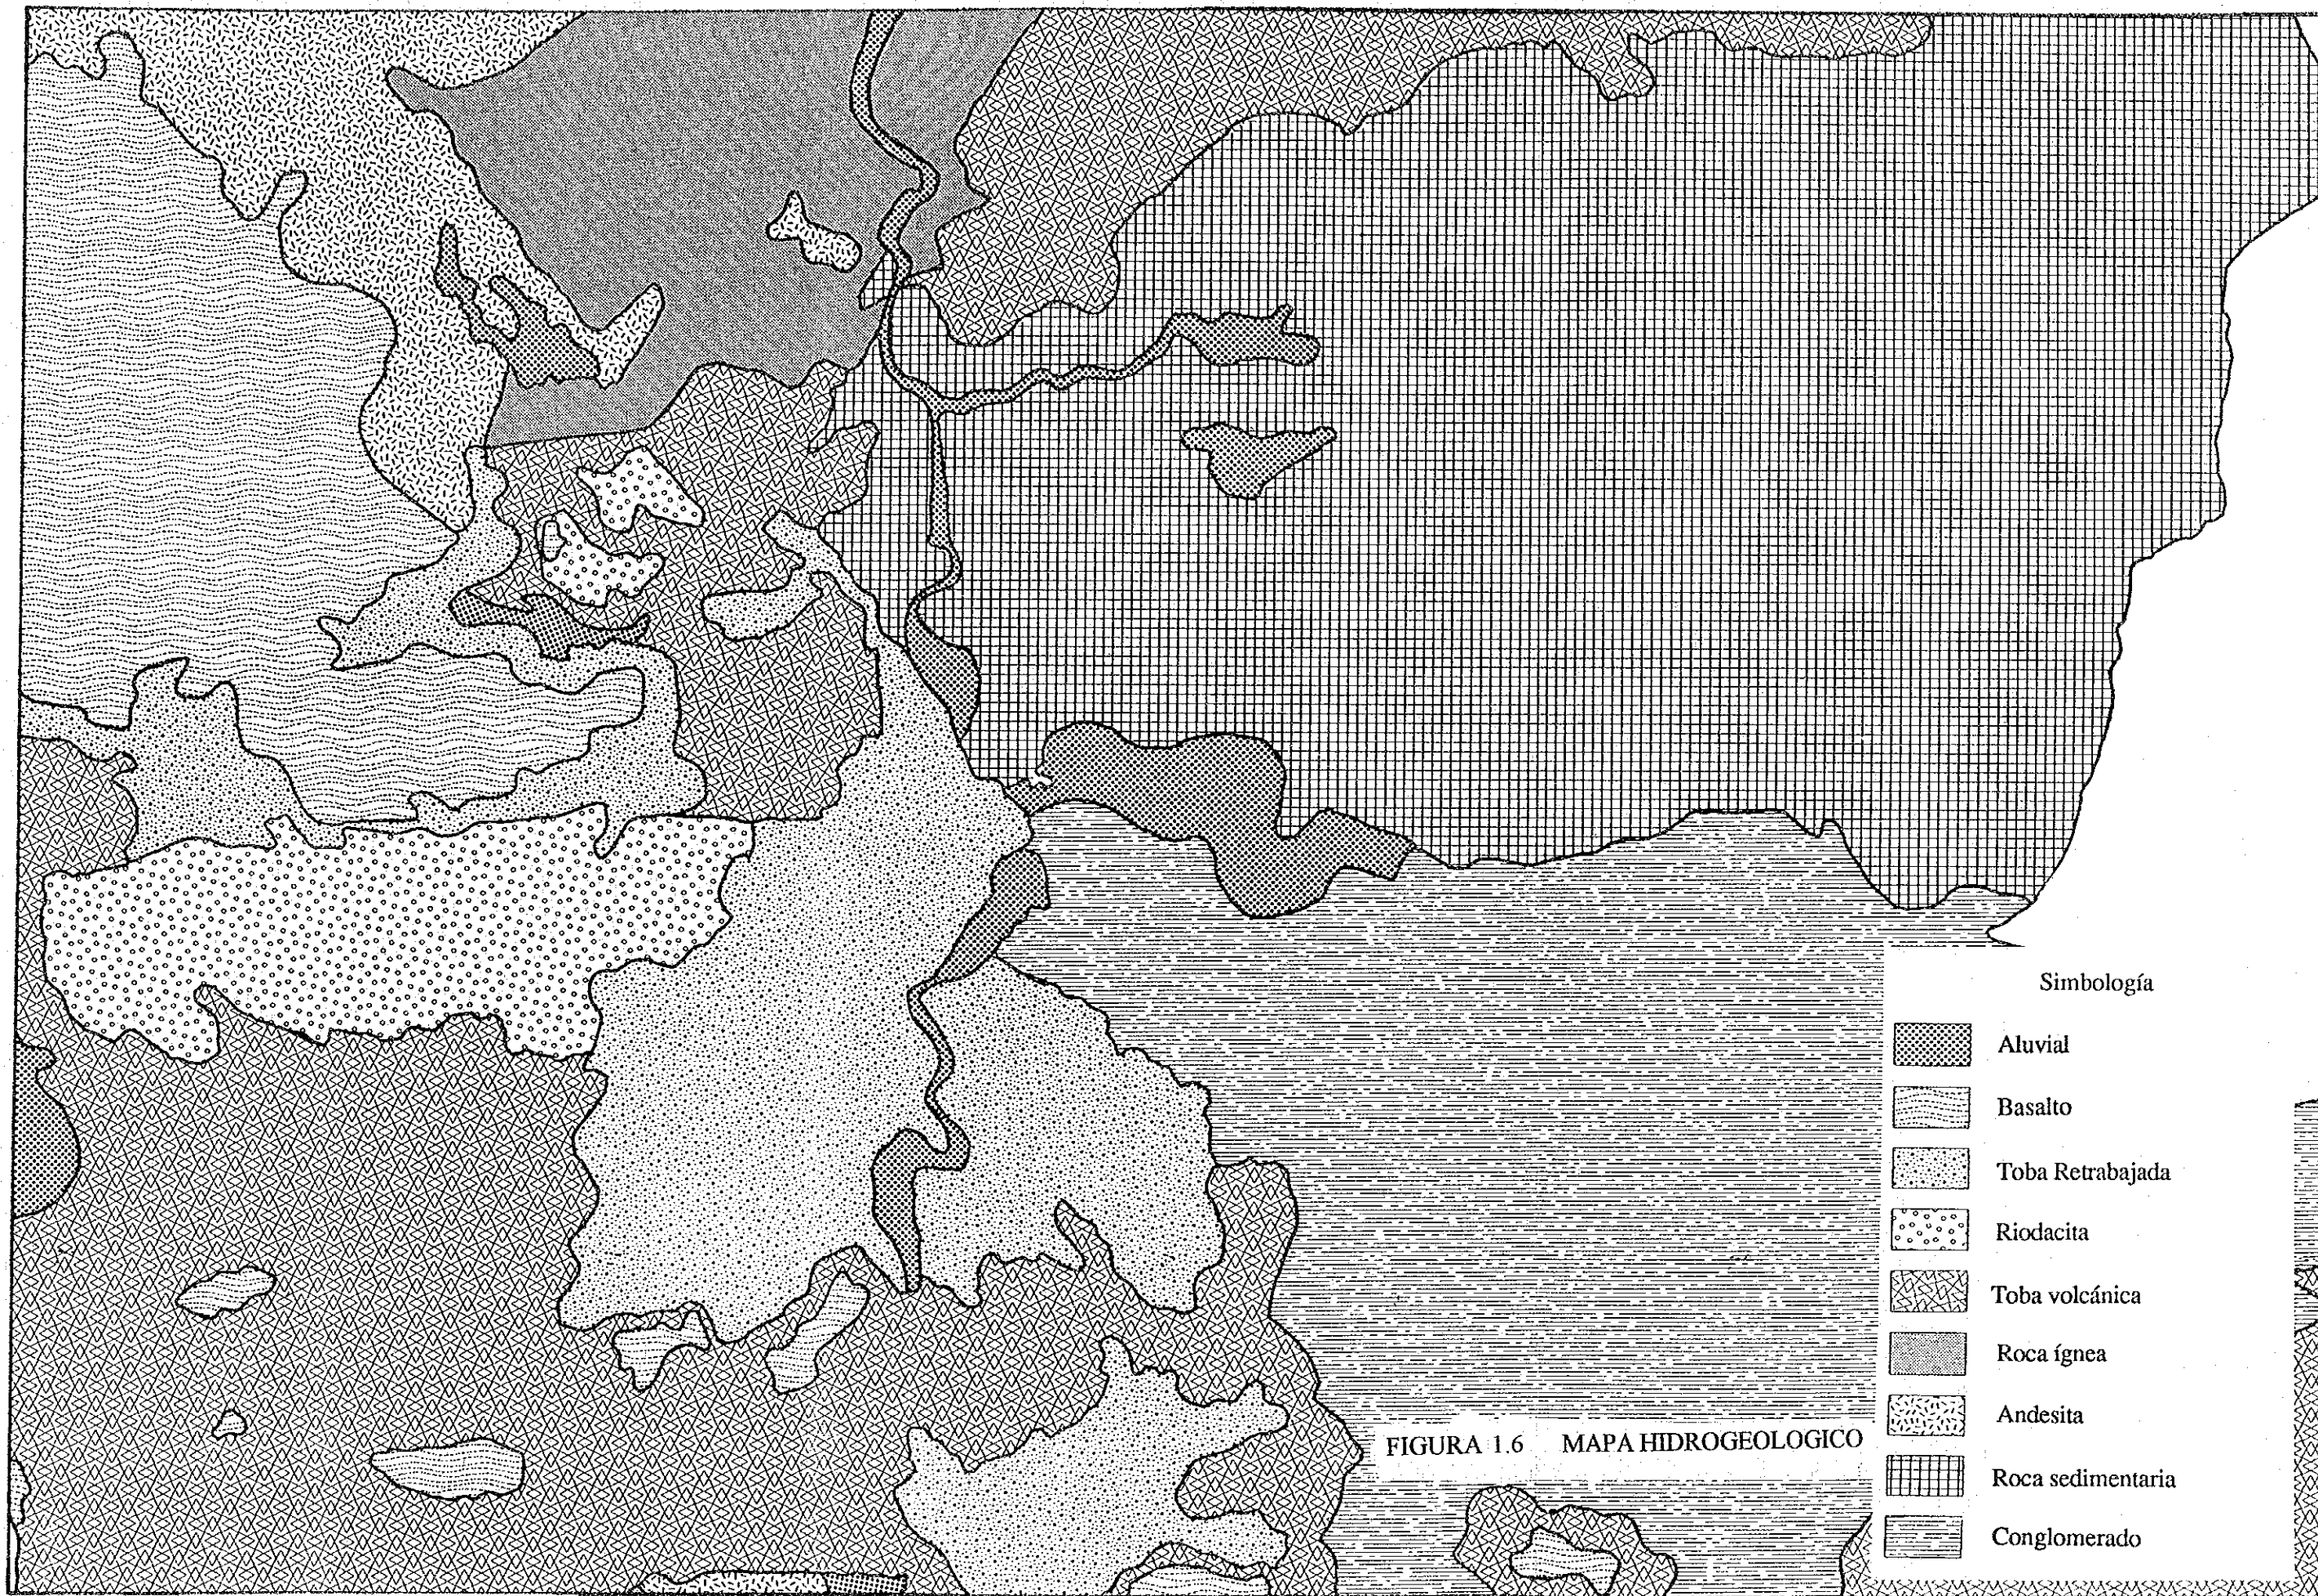 Simbología
Aluvial
Basalto
Toba Retrabajada
Riodacita
Toba volcánica
Roca ígnea
Andesita
Roca sedimentaria
Conglomerado
FIGURA 1.6 MAPA HIDROGEOLOGICO